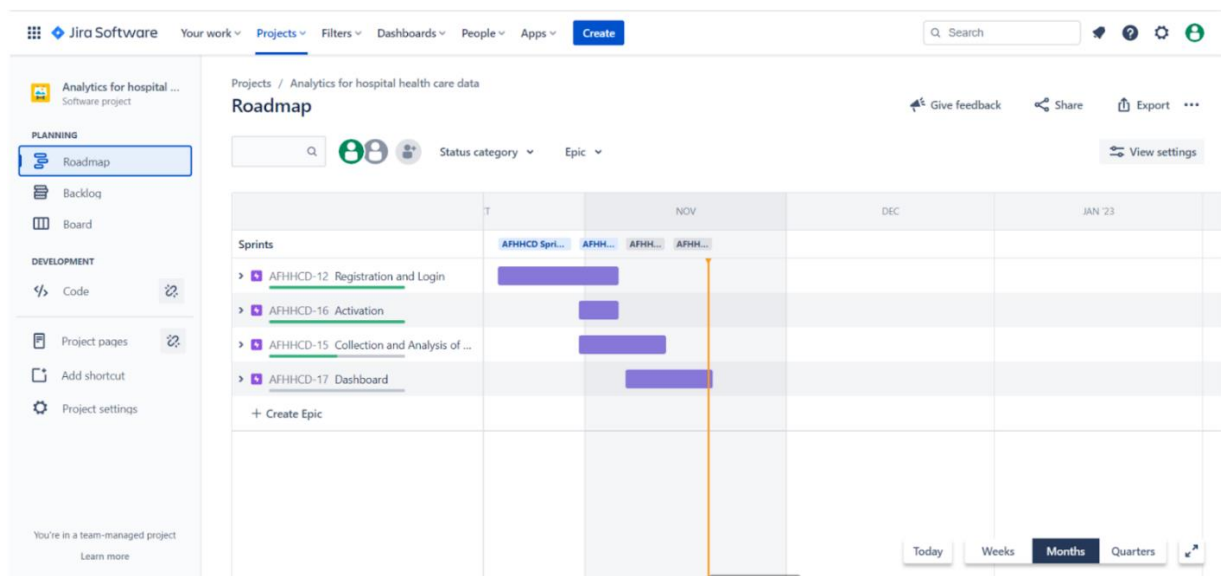 Jira Software Your work Projects Filters Dashboards People Apps Create Search
Analytics for hospital ...
Software project
PLANNING
Roadmap
Backlog
Board
DEVELOPMENT
Code
Project pages
Add shortcut
Project settings
You're in a team-managed project
Learn more
Projects / Analytics for hospital health care data
Roadmap
Give feedback Share Export
Status category Epic View settings
T NOV DEC JAN '23
Sprints AFHHCD Spri... AFHH... AFHH... AFHH...
AFHHCD-12 Registration and Login
AFHHCD-16 Activation
AFHHCD-15 Collection and Analysis of ...
AFHHCD-17 Dashboard
+ Create Epic
Today Weeks Months Quarters